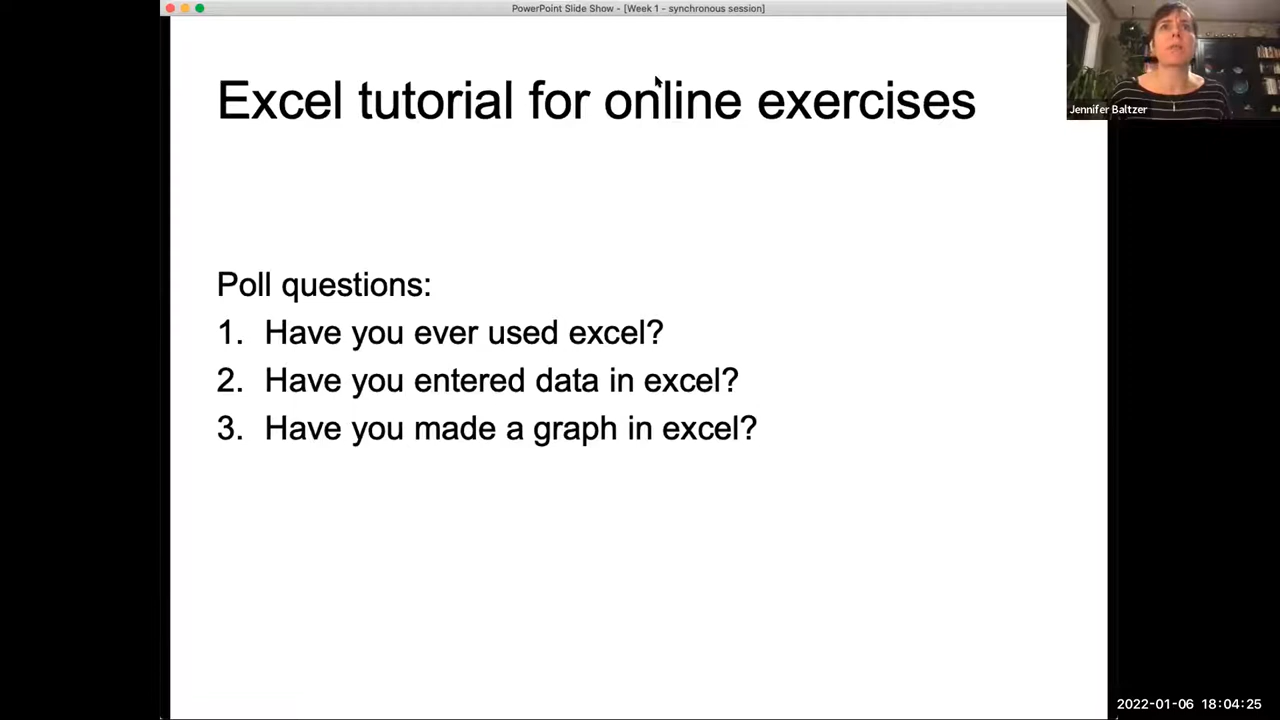 PowerPoint Slide Show - [Week 1 - synchronous session]
Excel tutorial for online exercises
Jennifer Baltzer
Poll questions:
1. Have you ever used excel?
2. Have you entered data in excel?
3. Have you made a graph in excel?
2022-01-06 18:04:25